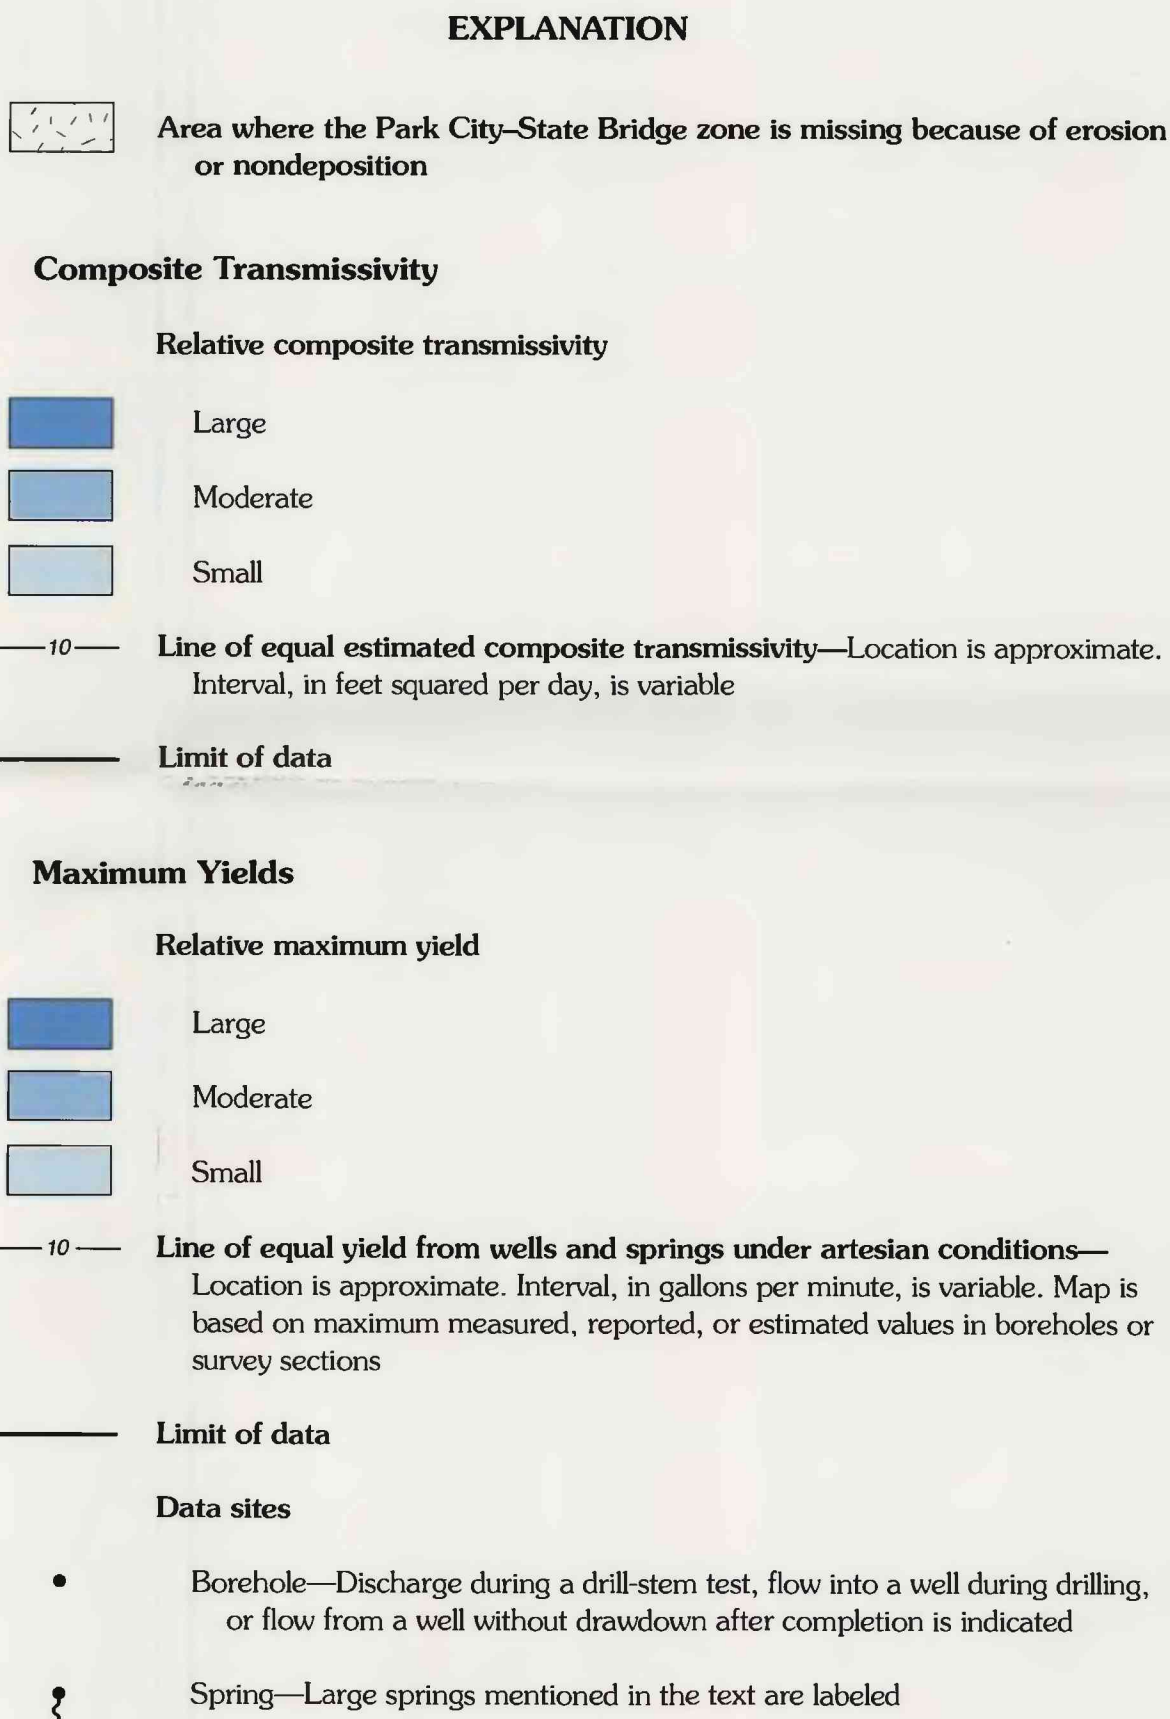 EXPLANATION
Area where the Park City–State Bridge zone is missing because of erosion
or nondeposition
Composite Transmissivity
Relative composite transmissivity
Large
Moderate
Small
10
Line of equal estimated composite transmissivity—Location is approximate.
Interval, in feet squared per day, is variable
Limit of data
Maximum Yields
Relative maximum yield
Large
Moderate
Small
10
Line of equal yield from wells and springs under artesian conditions—
Location is approximate. Interval, in gallons per minute, is variable. Map is
based on maximum measured, reported, or estimated values in boreholes or
survey sections
Limit of data
Data sites
Borehole—Discharge during a drill-stem test, flow into a well during drilling,
or flow from a well without drawdown after completion is indicated
Spring—Large springs mentioned in the text are labeled